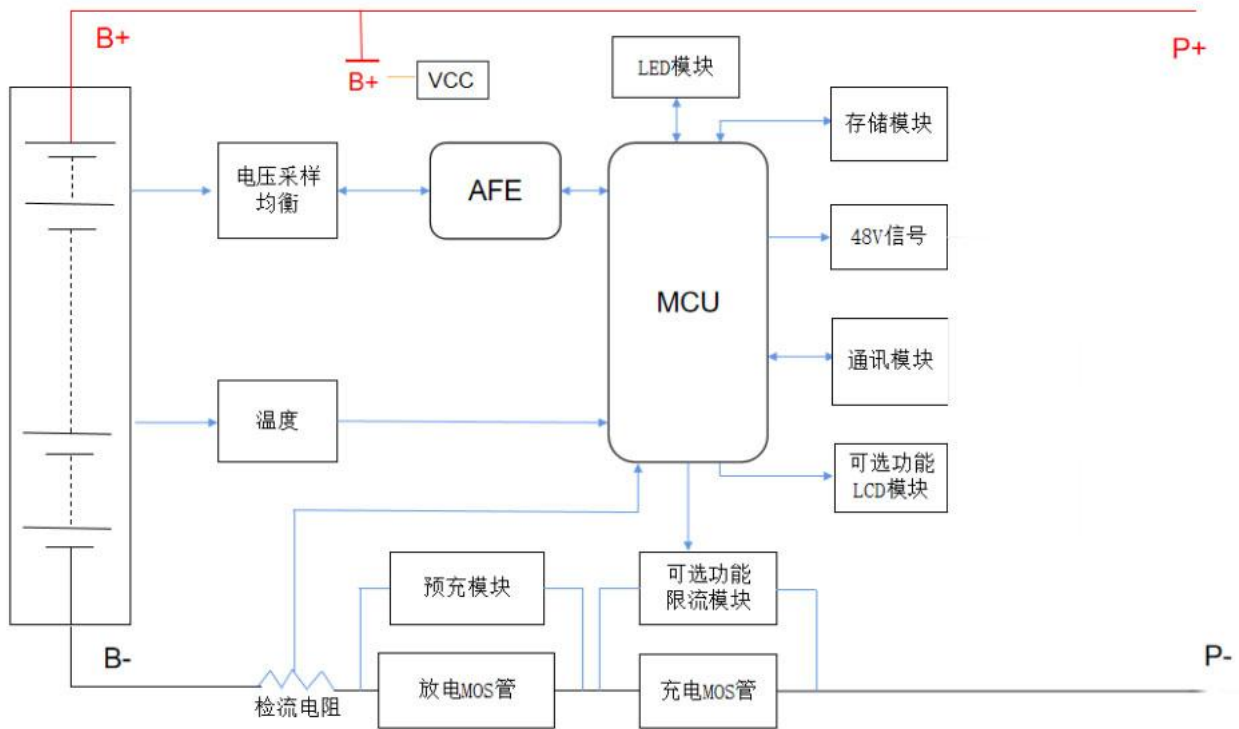 B+
P+
B+
VCC
LED模块
存储模块
电压采样
均衡
AFE
48V信号
MCU
通讯模块
温度
可选功能
LCD模块
预充模块
可选功能
限流模块
B-
P-
放电MOS管
充电MOS管
检流电阻